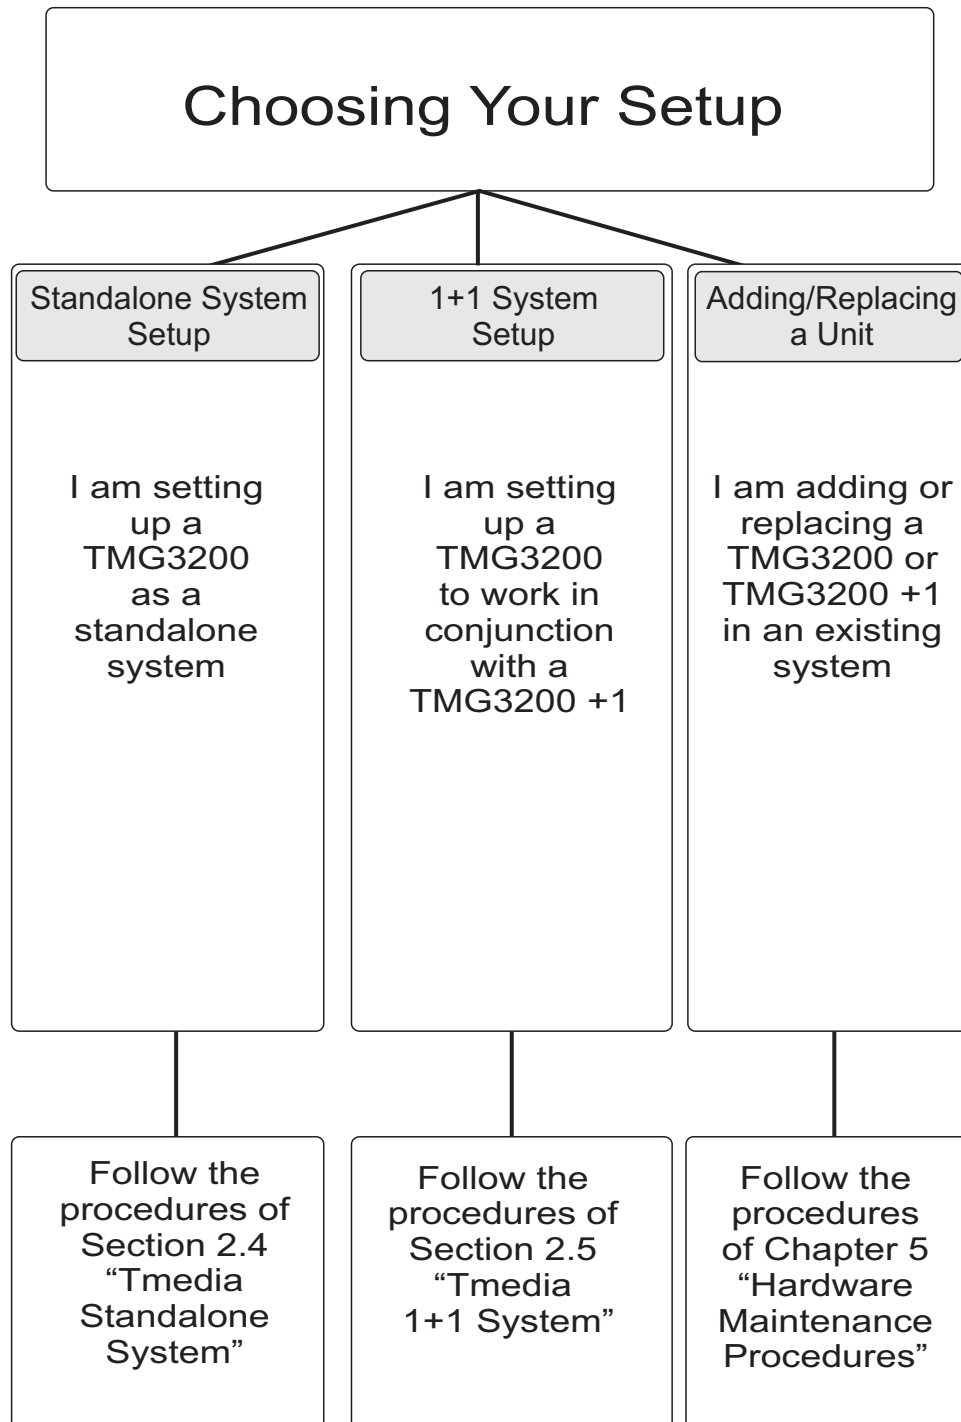 Choosing Your Setup
Standalone System
Setup
I am setting
up a
TMG3200
as a
standalone
system
Follow the
procedures of
Section 2.4
“Tmedia
Standalone
System”
1+1 System
Setup
I am setting
up a
TMG3200
to work in
conjunction
with a
TMG3200 +1
Follow the
procedures of
Section 2.5
“Tmedia
1+1 System”
Adding/Replacing
a Unit
I am adding or
replacing a
TMG3200 or
TMG3200 +1
in an existing
system
Follow the
procedures
of Chapter 5
“Hardware
Maintenance
Procedures”